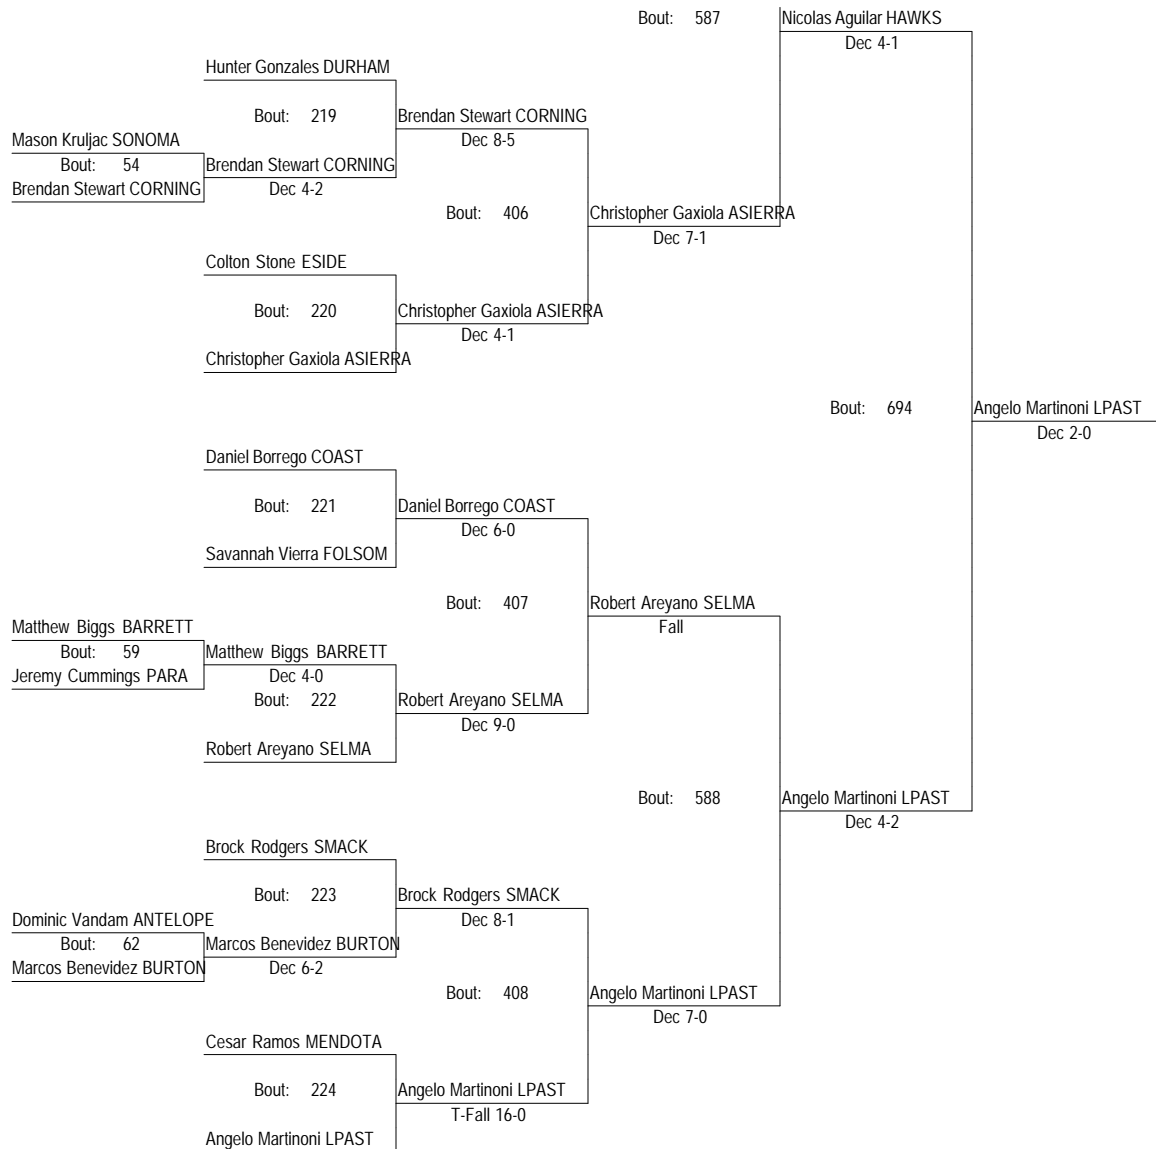 Bout: 587 Nicolas Aguilar HAWKS
Dec 4-1
Hunter Gonzales DURHAM
Bout: 219 Brendan Stewart CORNING
Dec 8-5
Mason Kruljac SONOMA
Bout: 54 Brendan Stewart CORNING
Brendan Stewart CORNING Dec 4-2
Bout: 406 Christopher Gaxiola ASIERRA
Dec 7-1
Colton Stone ESIDE
Bout: 220 Christopher Gaxiola ASIERRA
Dec 4-1
Christopher Gaxiola ASIERRA
Bout: 694 Angelo Martinoni LPAST
Dec 2-0
Daniel Borrego COAST
Bout: 221 Daniel Borrego COAST
Dec 6-0
Savannah Vierra FOLSOM
Bout: 407 Robert Areyano SELMA
Fall
Matthew Biggs BARRETT
Bout: 59 Matthew Biggs BARRETT
Jeremy Cummings PARA Dec 4-0
Bout: 222 Robert Areyano SELMA
Dec 9-0
Robert Areyano SELMA
Bout: 588 Angelo Martinoni LPAST
Dec 4-2
Brock Rodgers SMACK
Bout: 223 Brock Rodgers SMACK
Dec 8-1
Dominic Vandam ANTELOPE
Bout: 62 Marcos Benevidez BURTON
Marcos Benevidez BURTON Dec 6-2
Bout: 408 Angelo Martinoni LPAST
Dec 7-0
Cesar Ramos MENDOTA
Bout: 224 Angelo Martinoni LPAST
T-Fall 16-0
Angelo Martinoni LPAST